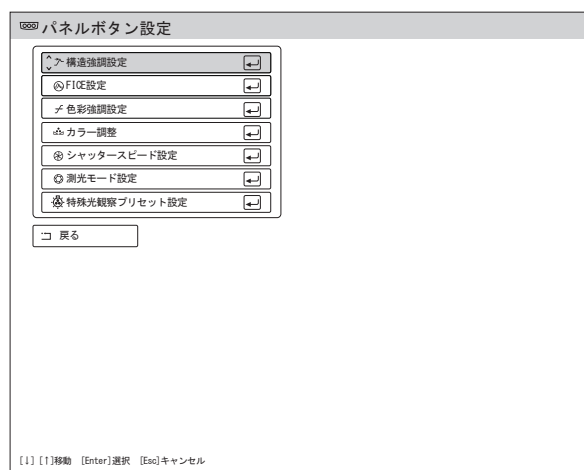 パネルボタン設定
構造強調設定
FICE設定
色彩強調設定
カラー調整
シャッタースピード設定
測光モード設定
特殊光観察プリセット設定
戻る
[↓] [↑]移動 [Enter]選択 [Esc]キャンセル